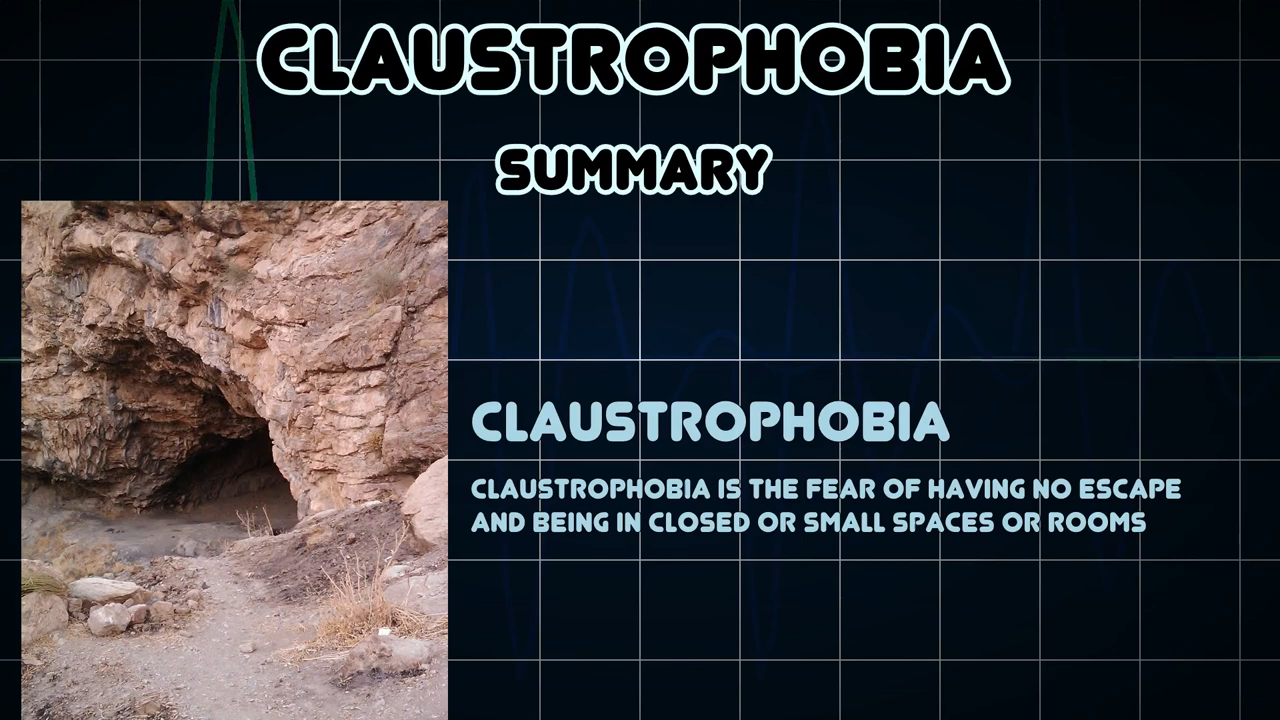 CLAUSTROPHOBIA
SUMMARY
CLAUSTROPHOBIA
CLAUSTROPHOBIA IS THE FEAR OF HAVING NO ESCAPE
AND BEING IN CLOSED OR SMALL SPACES OR ROOMS